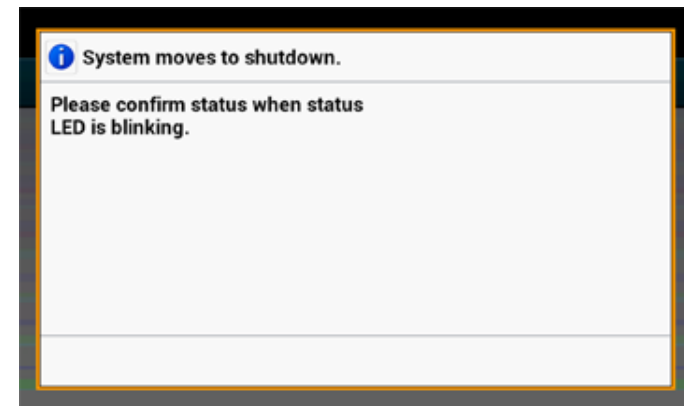 System moves to shutdown.
Please confirm status when status
LED is blinking.